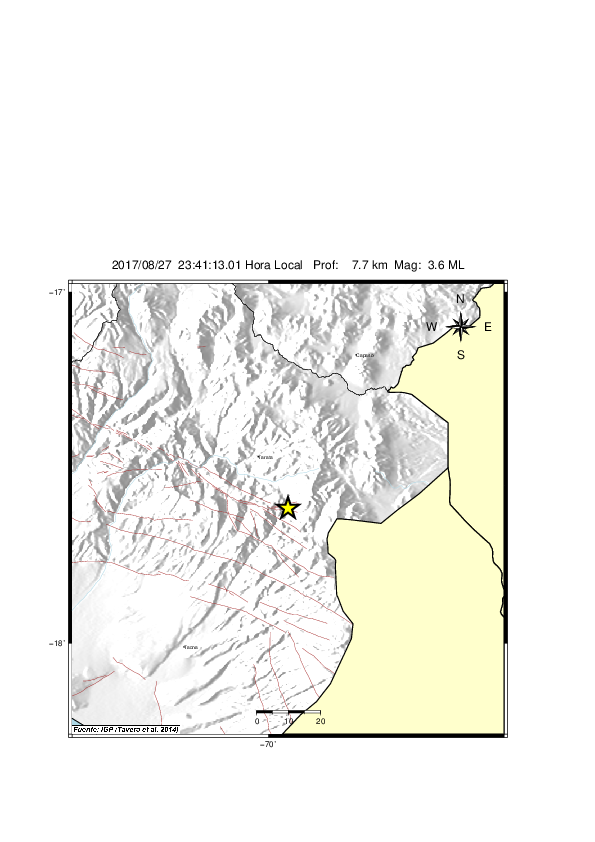 2017/08/27 23:41:13.01 Hora Local Prof: 7.7 km Mag: 3.6 ML
−17˚
N
W E
S
Capaso
Tarata
−18˚
Tacna
0 10 20
Fuente: IGP (Tavera et al. 2014)
−70˚